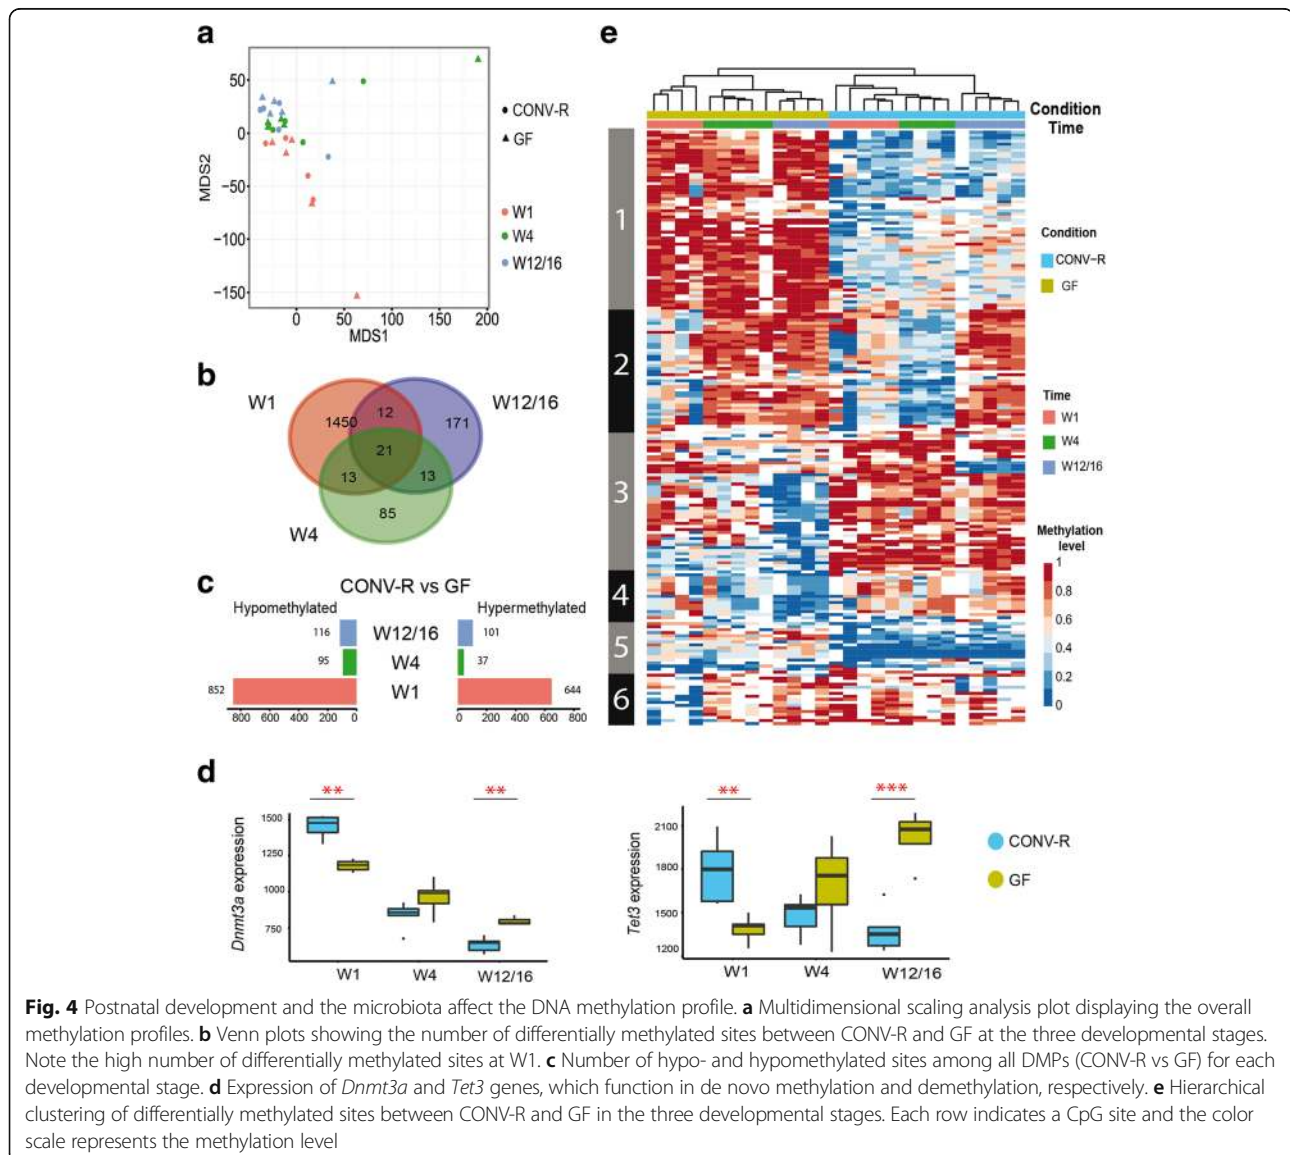 a
50
0
−50
−100
−150
MDS2
0
50
100
150
200
MDS1
CONV-R
GF
W1
W4
W12/16
b
W1
W12/16
W4
1450
12
171
21
13
13
85
c
CONV-R vs GF
Hypomethylated
Hypermethylated
116
W12/16
101
95
W4
37
852
W1
644
800 600 400 200 0
0 200 400 600 800
d
**
**
Dnmt3a expression
1500
1250
1000
750
W1
W4
W12/16
**
***
Tet3 expression
2100
1800
1500
1200
W1
W4
W12/16
CONV-R
GF
e
Condition
Time
1
2
3
4
5
6
Condition
CONV−R
GF
Time
W1
W4
W12/16
Methylation
level
1
0.8
0.6
0.4
0.2
0
Fig. 4 Postnatal development and the microbiota affect the DNA methylation profile. a Multidimensional scaling analysis plot displaying the overall
methylation profiles. b Venn plots showing the number of differentially methylated sites between CONV-R and GF at the three developmental stages.
Note the high number of differentially methylated sites at W1. c Number of hypo- and hypomethylated sites among all DMPs (CONV-R vs GF) for each
developmental stage. d Expression of Dnmt3a and Tet3 genes, which function in de novo methylation and demethylation, respectively. e Hierarchical
clustering of differentially methylated sites between CONV-R and GF in the three developmental stages. Each row indicates a CpG site and the color
scale represents the methylation level